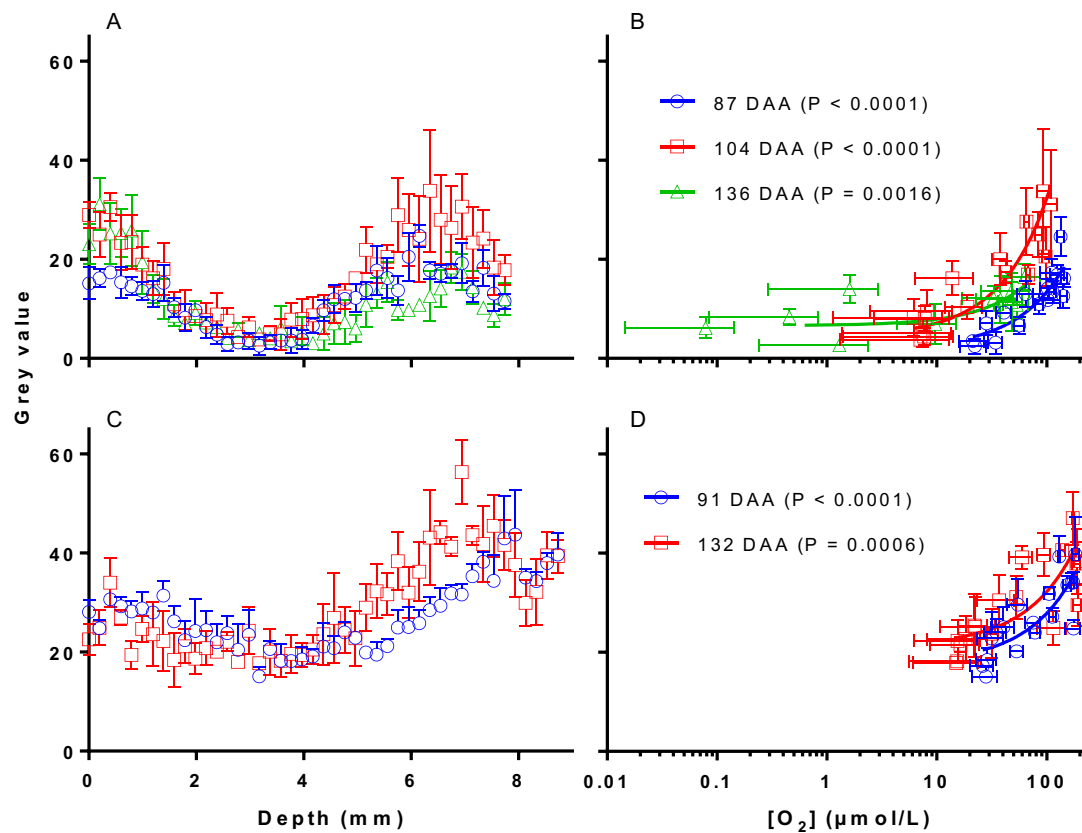 A
B
60
40
20
0
87 DAA (P < 0.0001)
104 DAA (P < 0.0001)
136 DAA (P = 0.0016)
Grey value
C
D
60
40
20
0
91 DAA (P < 0.0001)
132 DAA (P = 0.0006)
0 2 4 6 8
0.01 0.1 1 10 100
Depth (mm)
[O₂] (µmol/L)